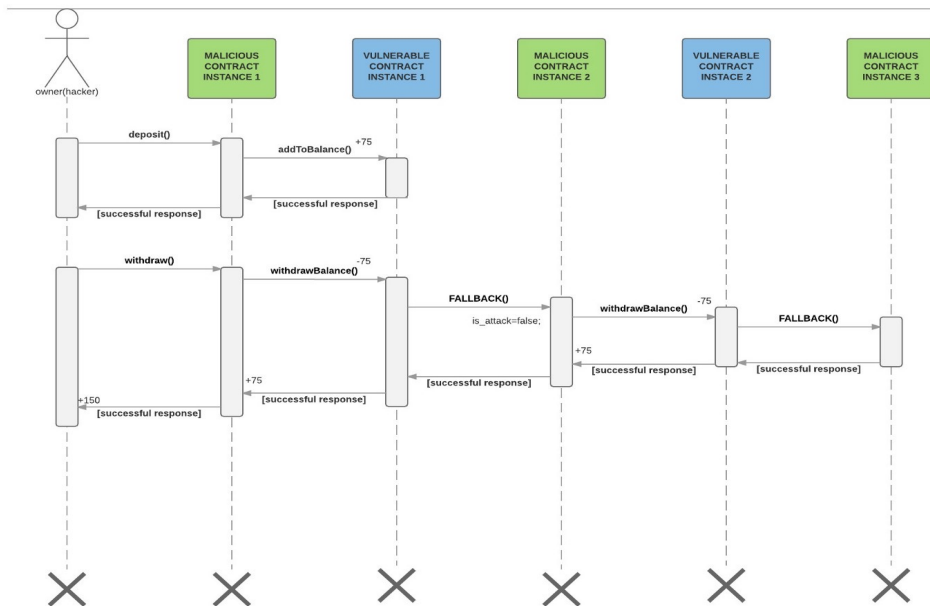 owner(hacker)
MALICIOUS
CONTRACT
INSTANCE 1
VULNERABLE
CONTRACT
INSTANCE 1
MALICIOUS
CONTRACT
INSTANCE 2
VULNERABLE
CONTRACT
INSTACE 2
MALICIOUS
CONTRACT
INSTANCE 3
deposit()
addToBalance()
+75
[successful response]
[successful response]
withdraw()
withdrawBalance()
-75
FALLBACK()
is_attack=false;
withdrawBalance()
-75
FALLBACK()
[successful response]
+75
[successful response]
[successful response]
+75
[successful response]
+150
[successful response]